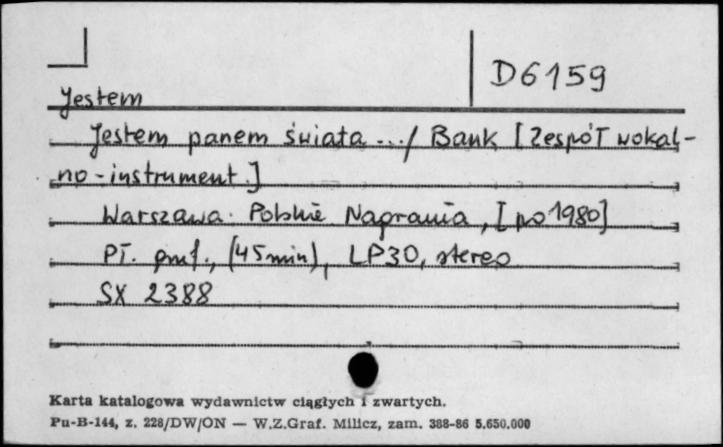 D6159
Jestem
Jestem panem świata .../ Bank [Zespół wokal-
no-instrument.]
Warszawa. Polskie Nagrania, [po 1980]
Pł. gmf., (45 min), LP30, stereo
SX 2388
Karta katalogowa wydawnictw ciągłych i zwartych.
Pu-B-144, z. 228/DW/ON — W.Z.Graf. Milicz, zam. 388-86 5.650.000